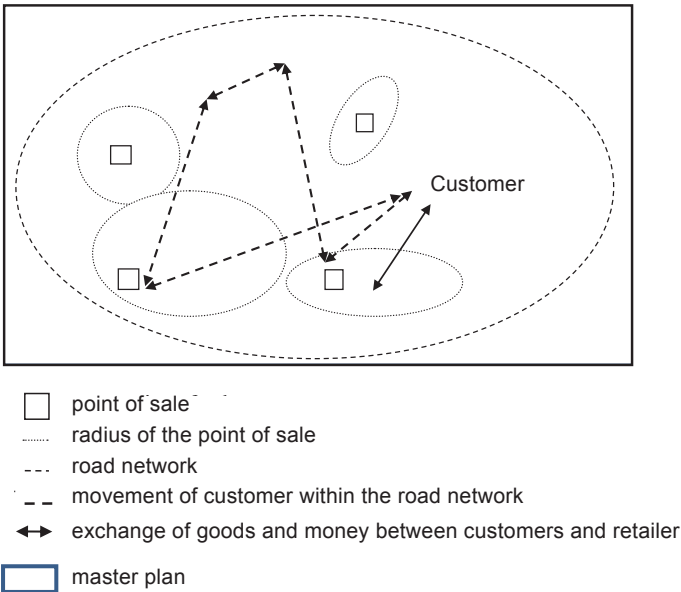 Customer
point of sale
radius of the point of sale
road network
movement of customer within the road network
exchange of goods and money between customers and retailer
master plan